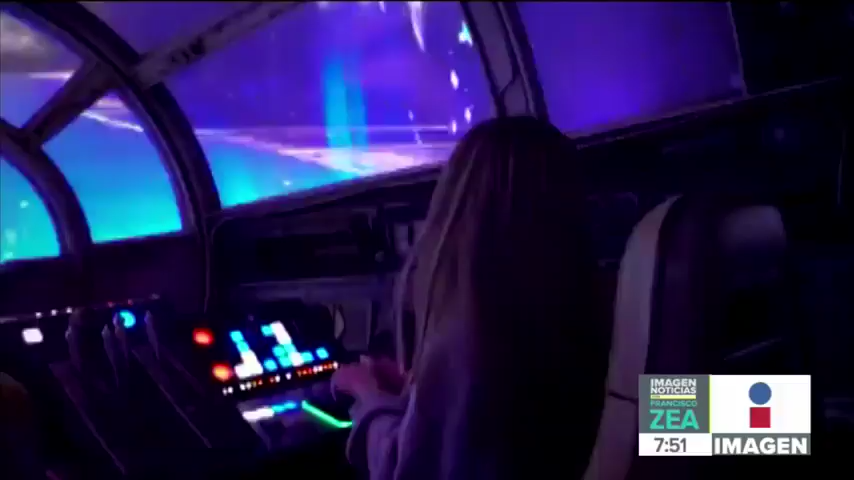 IMAGEN
NOTICIAS
FRANCISCO
ZEA
7:51
IMAGEN